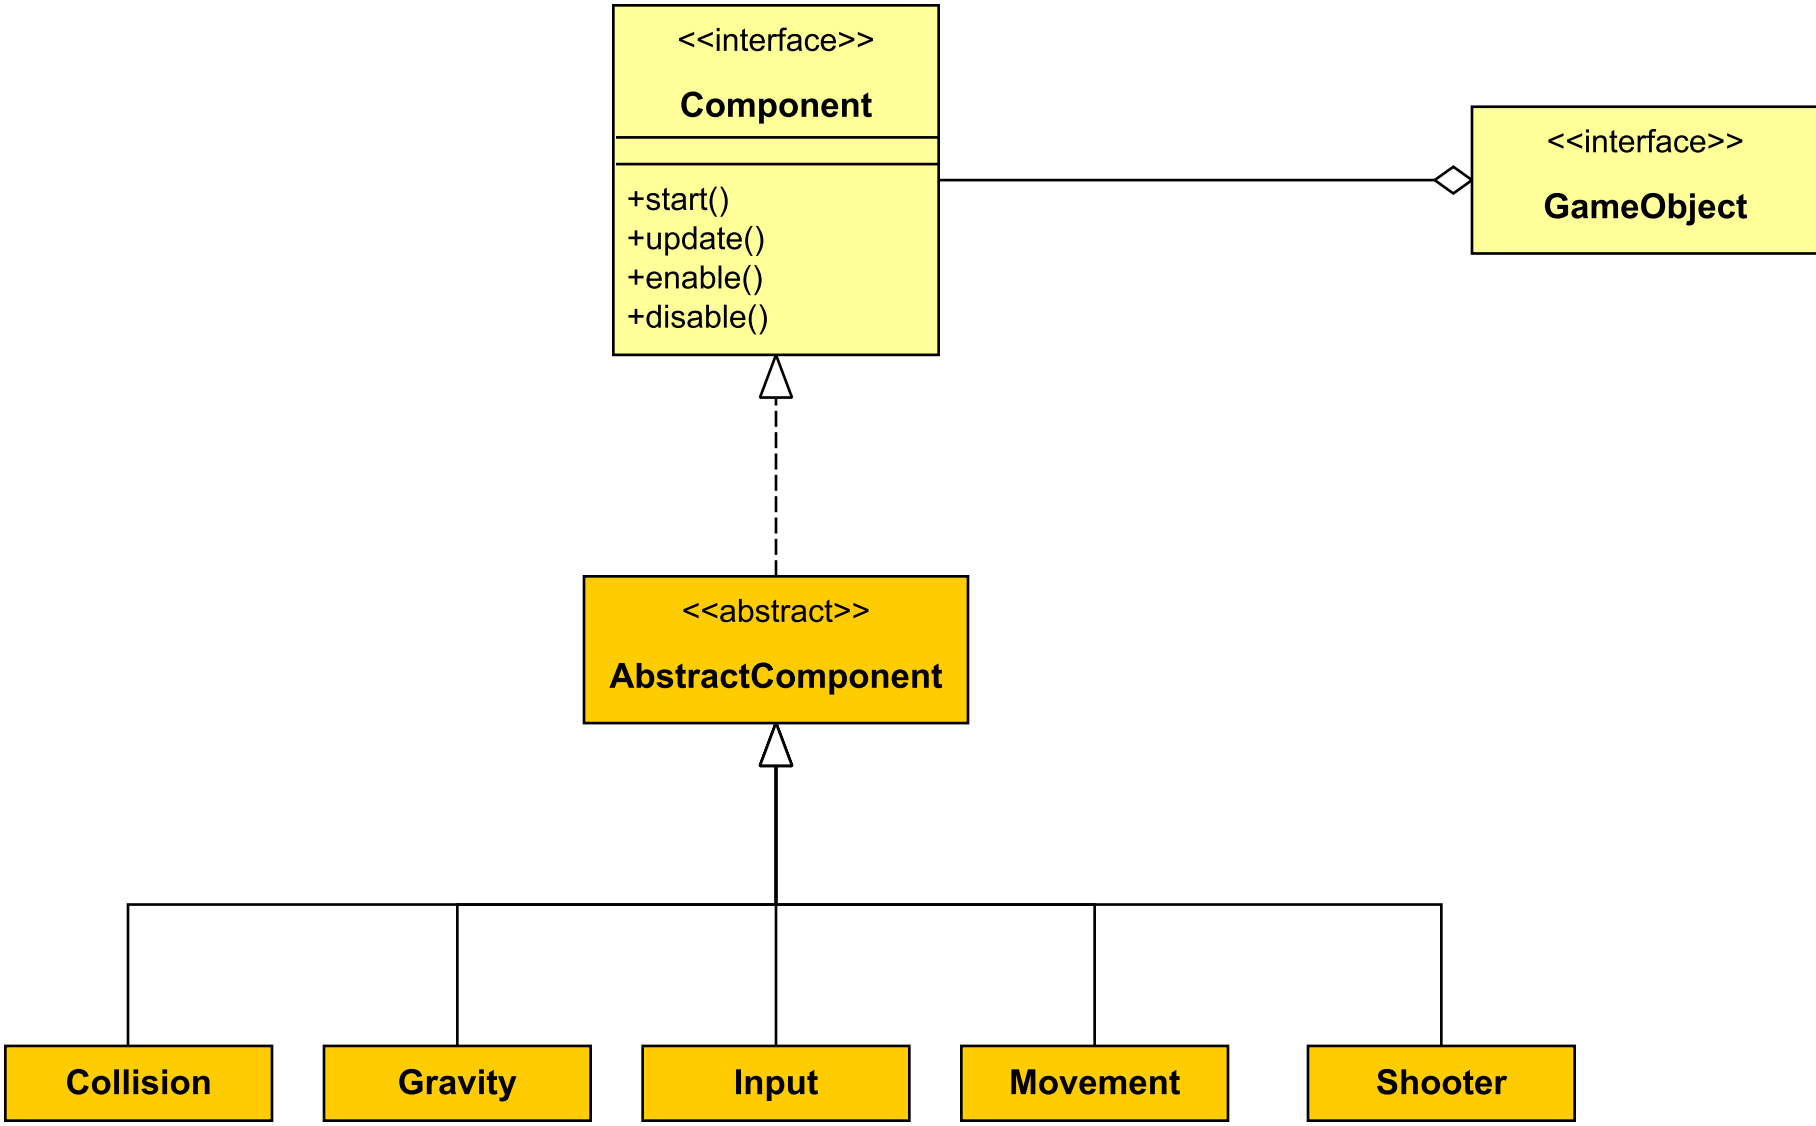 <<interface>>
Component
+start()
+update()
+enable()
+disable()
<<interface>>
GameObject
<<abstract>>
AbstractComponent
Collision
Gravity
Input
Movement
Shooter